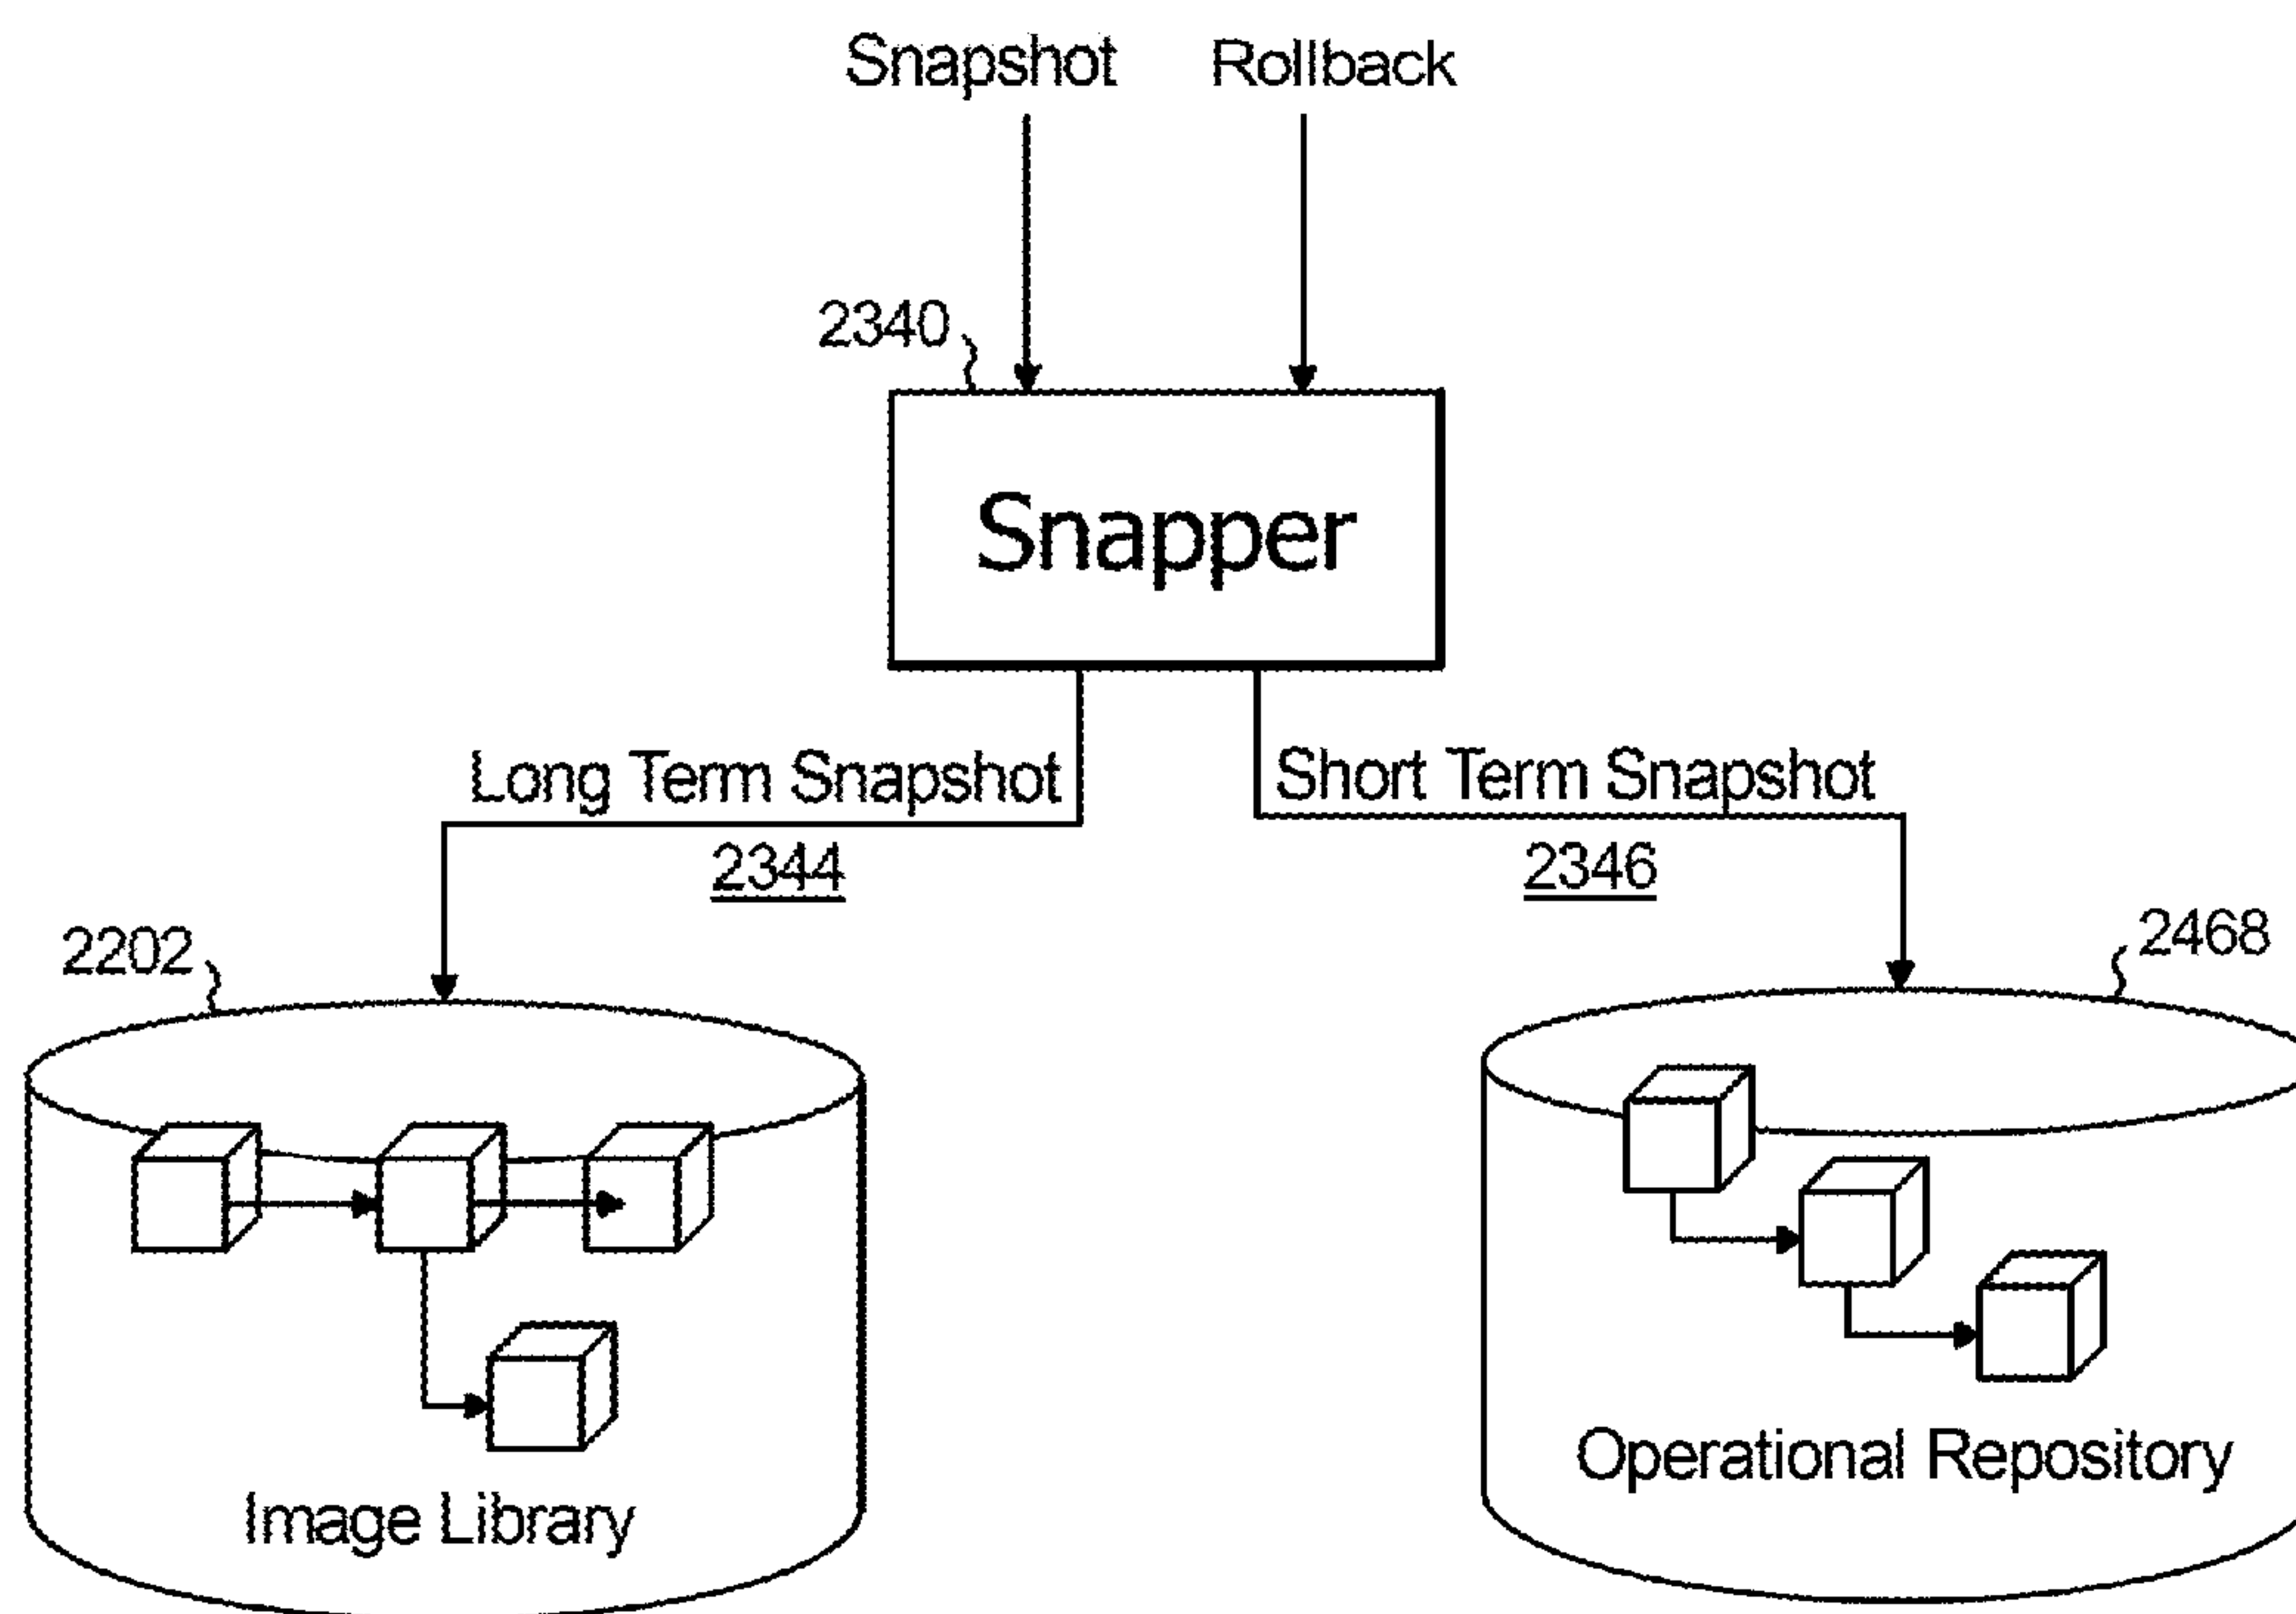 Snapshot Rollback
2340
Snapper
Long Term Snapshot Short Term Snapshot
2344 2346
2202 2468
Operational Repository
Image Library